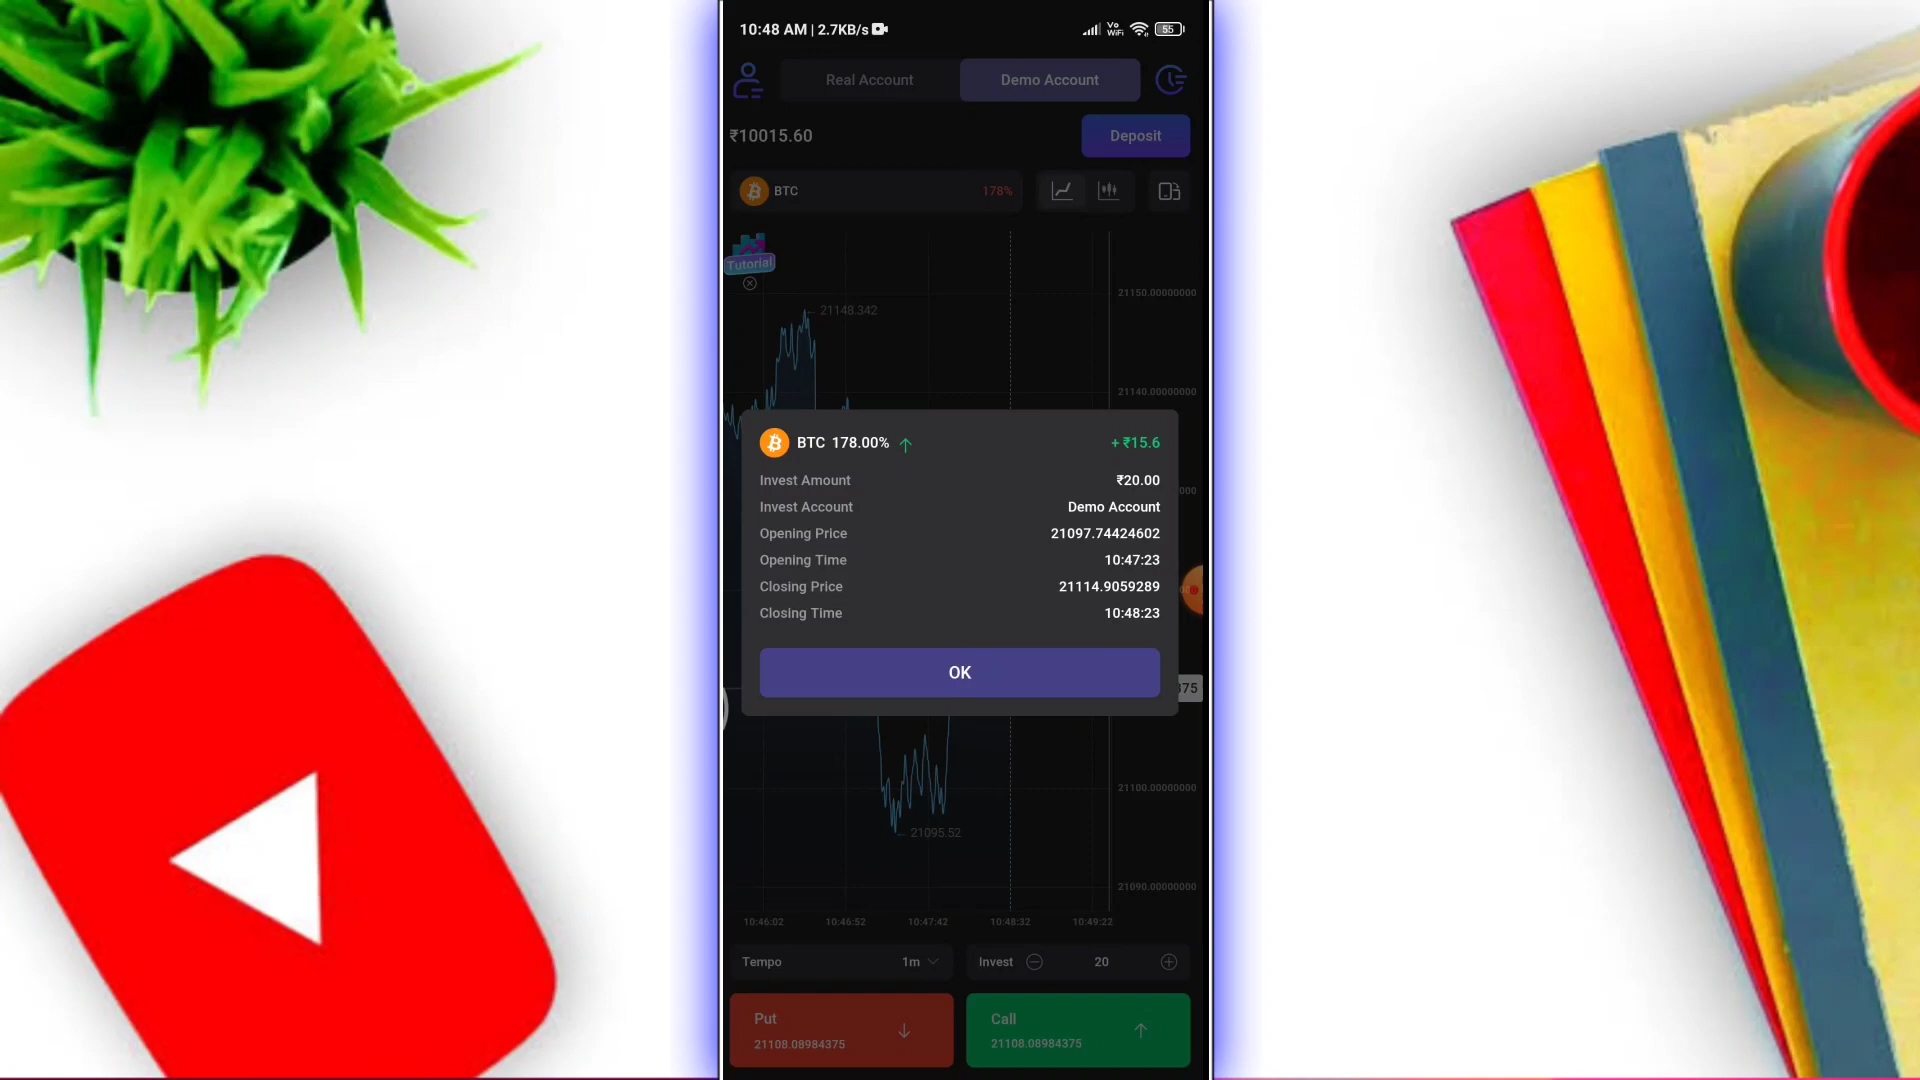 10:48 AM | 2.7KB/s
Vo WiFi
55
Real Account
Demo Account
₹10015.60
Deposit
BTC
178%
Tutorial
21150.00000000
21148.342
21140.00000000
BTC 178.00%
+ ₹15.6
Invest Amount
₹20.00
Invest Account
Demo Account
Opening Price
21097.74424602
Opening Time
10:47:23
Closing Price
21114.9059289
Closing Time
10:48:23
OK
375
21100.00000000
21095.52
21090.00000000
10:46:02
10:46:52
10:47:42
10:48:32
10:49:22
Tempo
1m
Invest
20
Put
21108.08984375
Call
21108.08984375